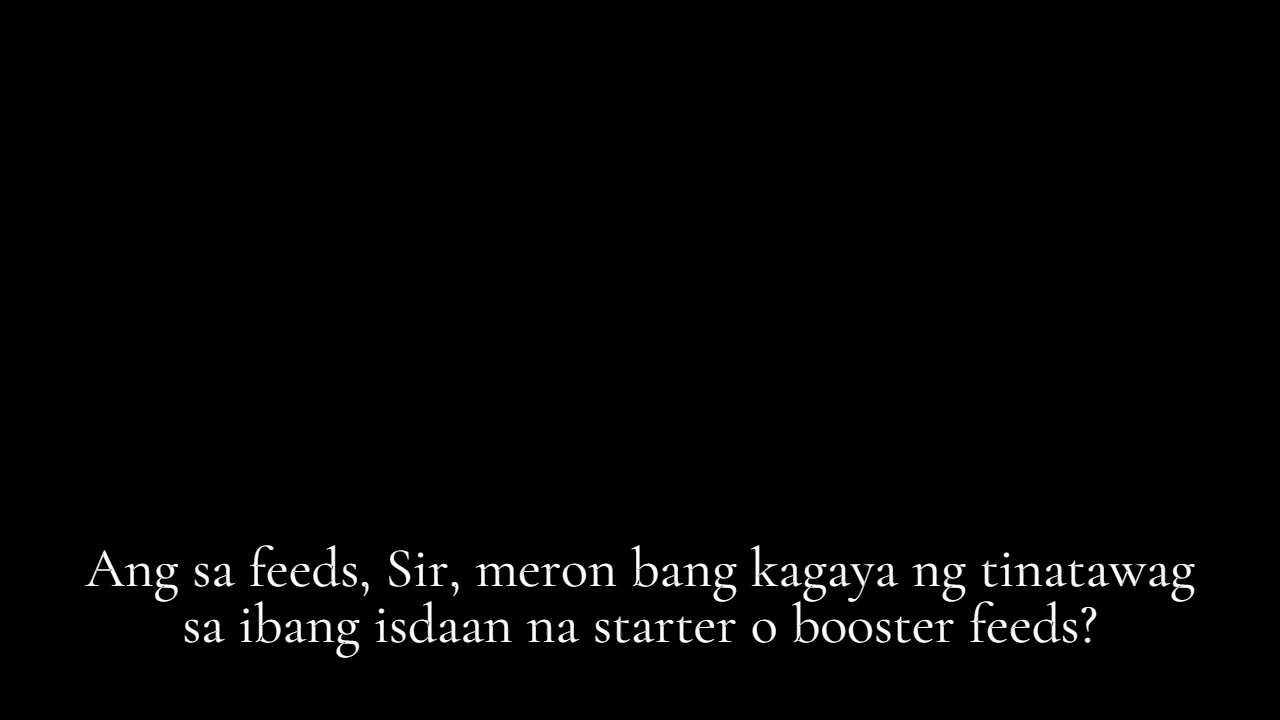 Ang sa feeds, Sir, meron bang kagaya ng tinatawag
sa ibang isdaan na starter o booster feeds?